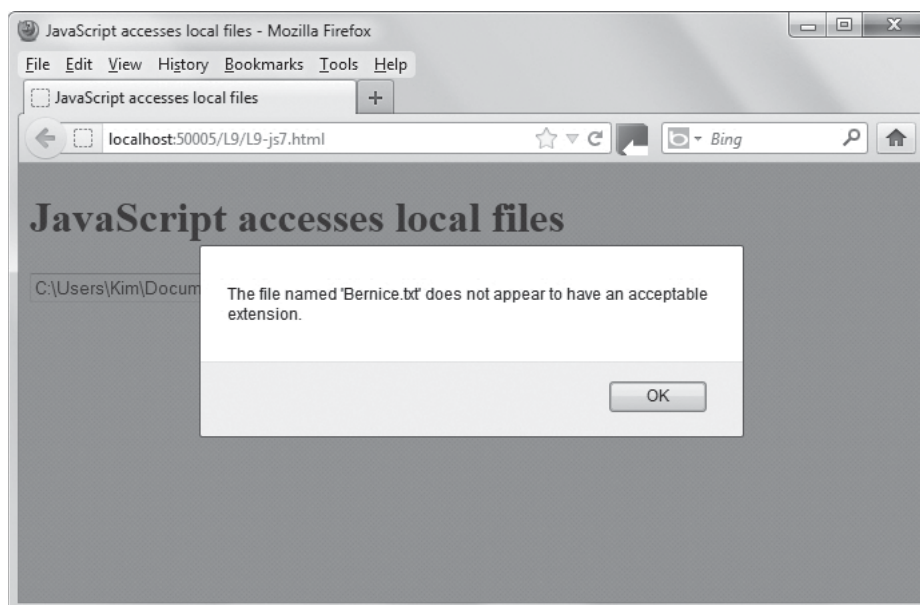 JavaScript accesses local files - Mozilla Firefox
File Edit View History Bookmarks Tools Help
JavaScript accesses local files
localhost:50005/L9/L9-js7.html
Bing
JavaScript accesses local files
C:\Users\Kim\Docum
The file named 'Bernice.txt' does not appear to have an acceptable
extension.
OK